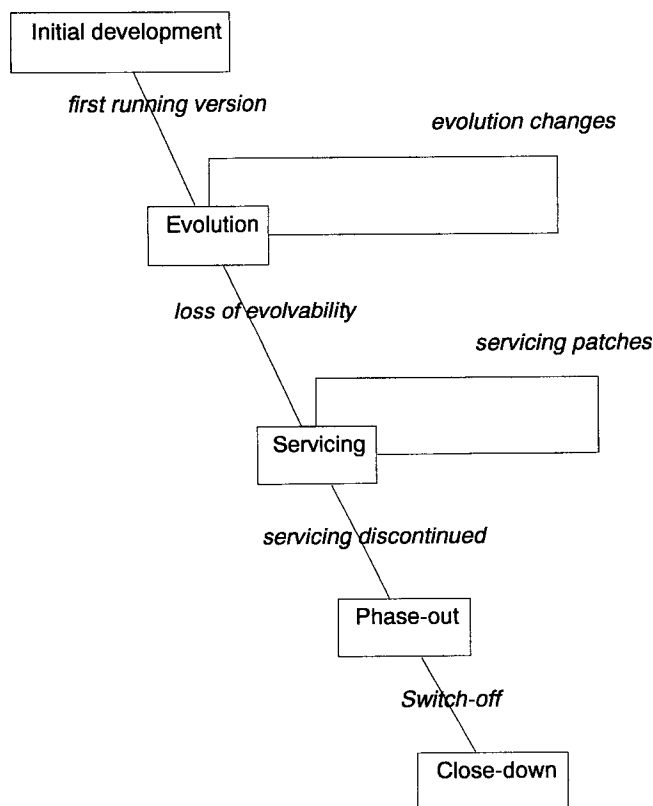 Initial development
first running version
evolution changes
Evolution
loss of evolvability
servicing patches
Servicing
servicing discontinued
Phase-out
Switch-off
Close-down